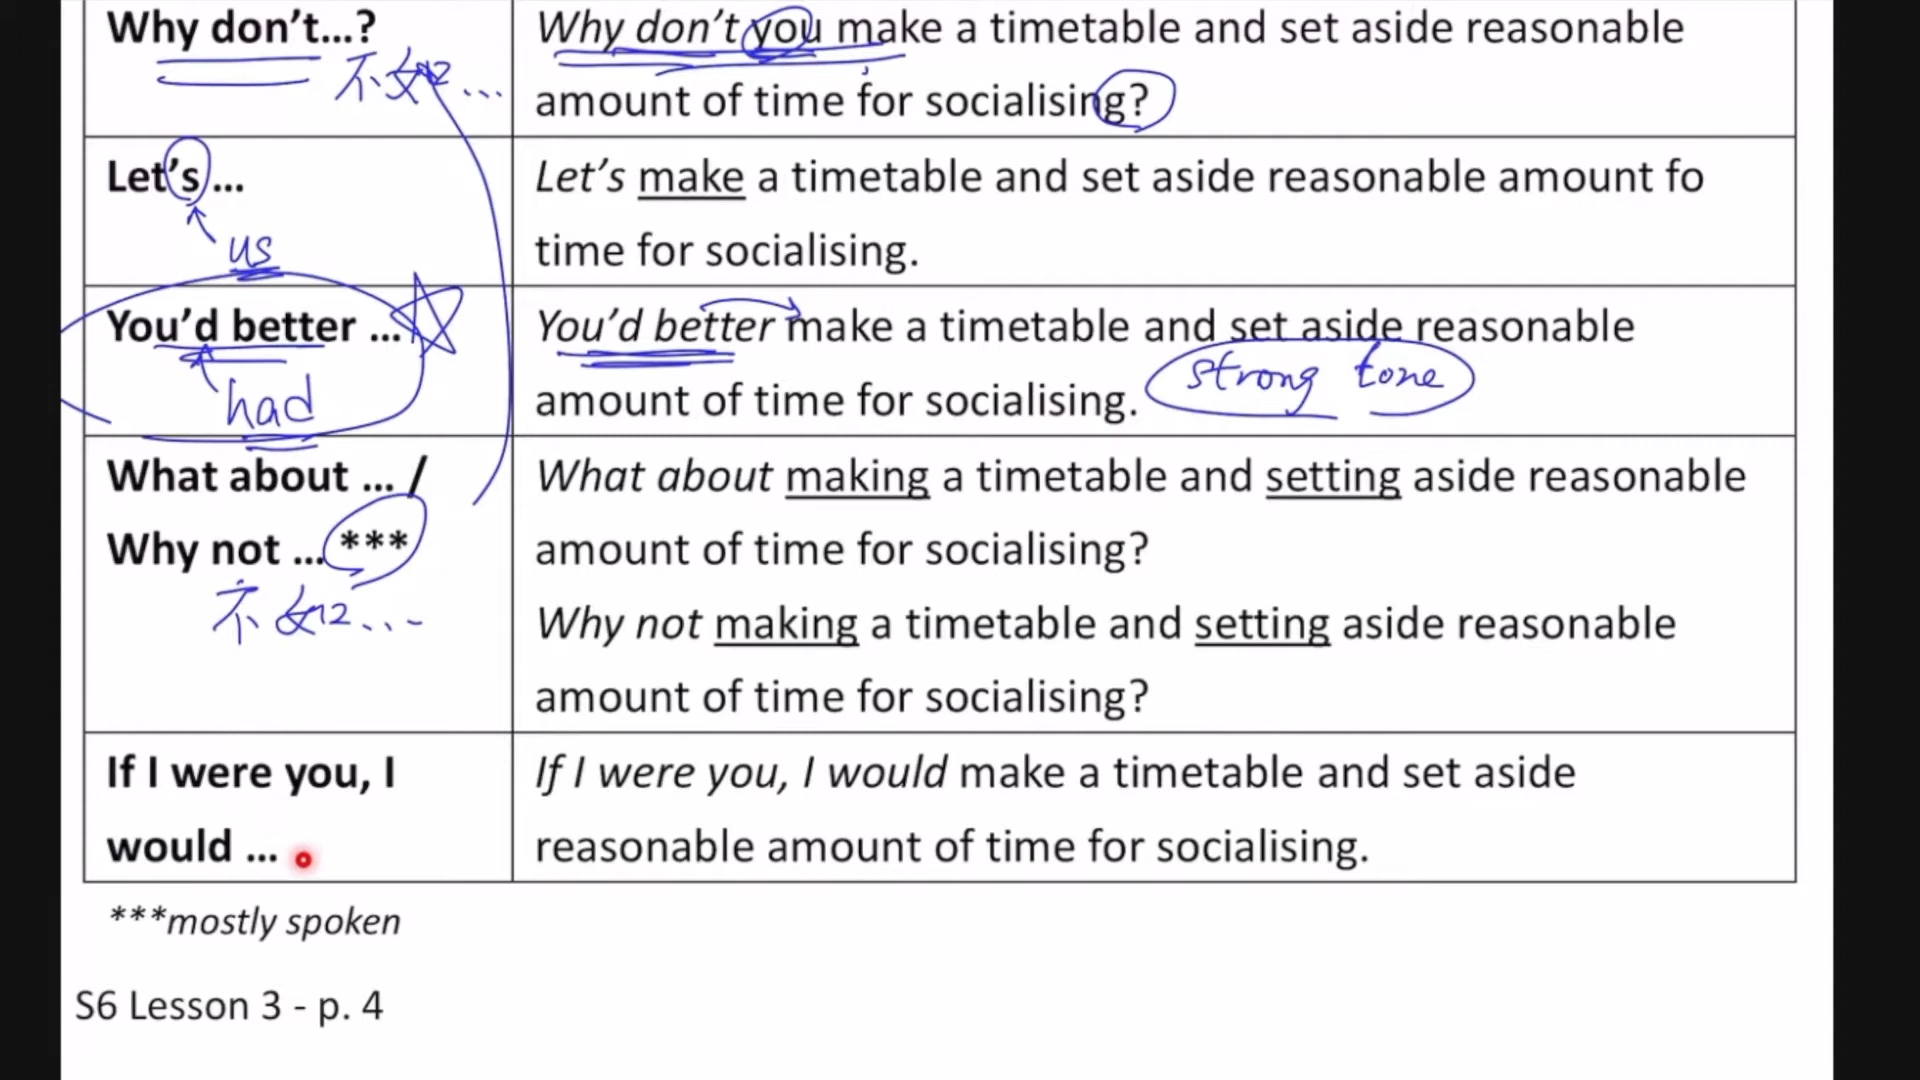 Why don't...?
不如...
Why don't you make a timetable and set aside reasonable
amount of time for socialising?
Let's ...
us
Let's make a timetable and set aside reasonable amount fo
time for socialising.
You'd better ...
had
You'd better make a timetable and set aside reasonable
amount of time for socialising.
strong tone
What about ... /
Why not ... ***
不如...
What about making a timetable and setting aside reasonable
amount of time for socialising?
Why not making a timetable and setting aside reasonable
amount of time for socialising?
If I were you, I
would ...
If I were you, I would make a timetable and set aside
reasonable amount of time for socialising.
***mostly spoken
S6 Lesson 3 - p. 4